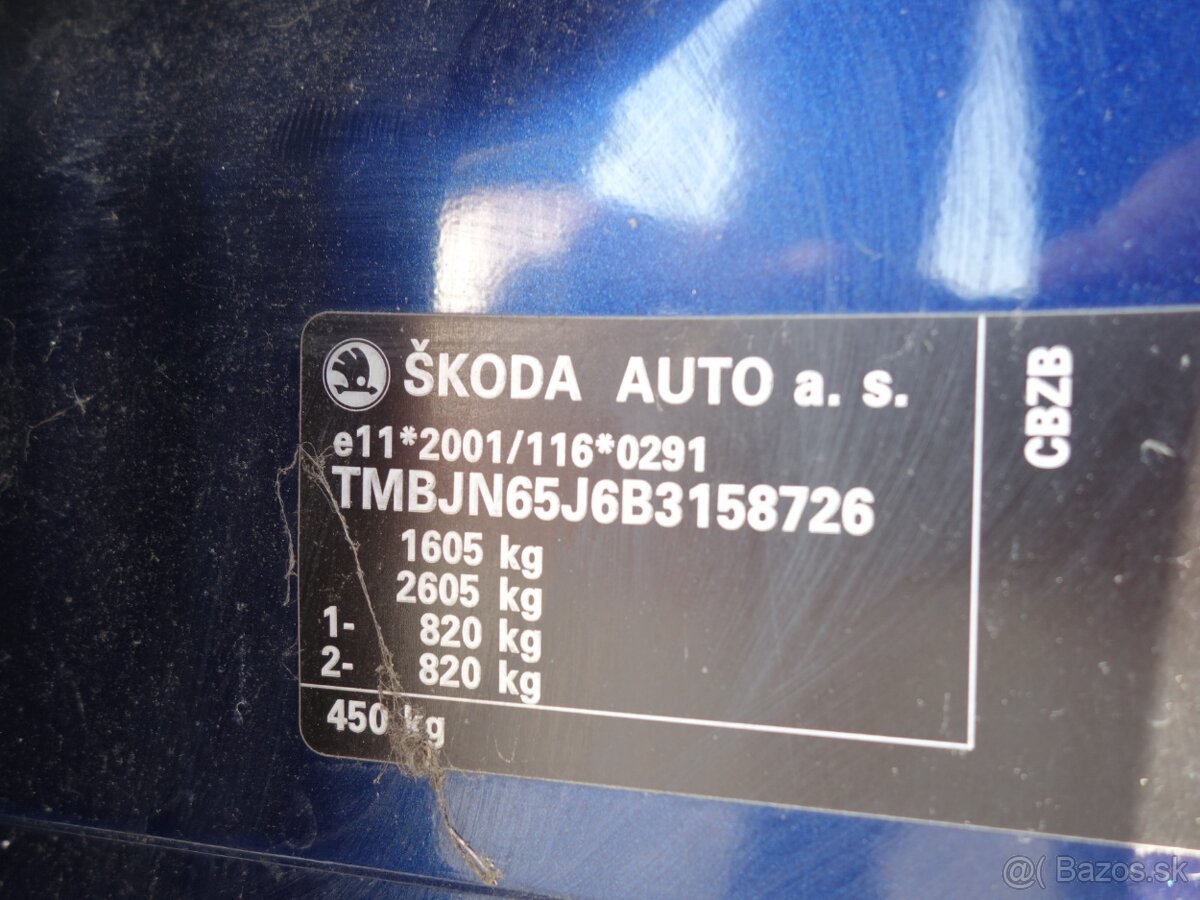 ŠKODA AUTO a. s.
e11*2001/116*0291
TMBJN65J6B3158726
1605 kg
2605 kg
1- 820 kg
2- 820 kg
450 kg
CBZB
@( Bazos.sk